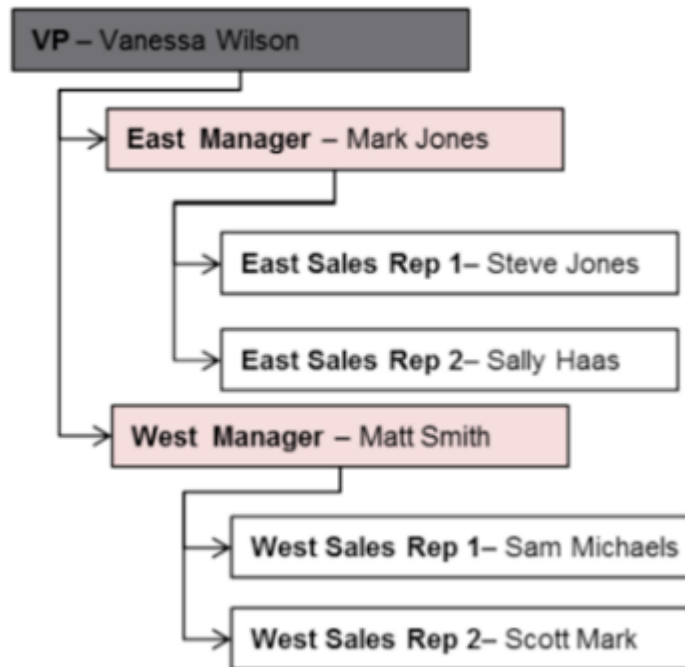 VP – Vanessa Wilson
East Manager – Mark Jones
East Sales Rep 1– Steve Jones
East Sales Rep 2– Sally Haas
West Manager – Matt Smith
West Sales Rep 1– Sam Michaels
West Sales Rep 2– Scott Mark